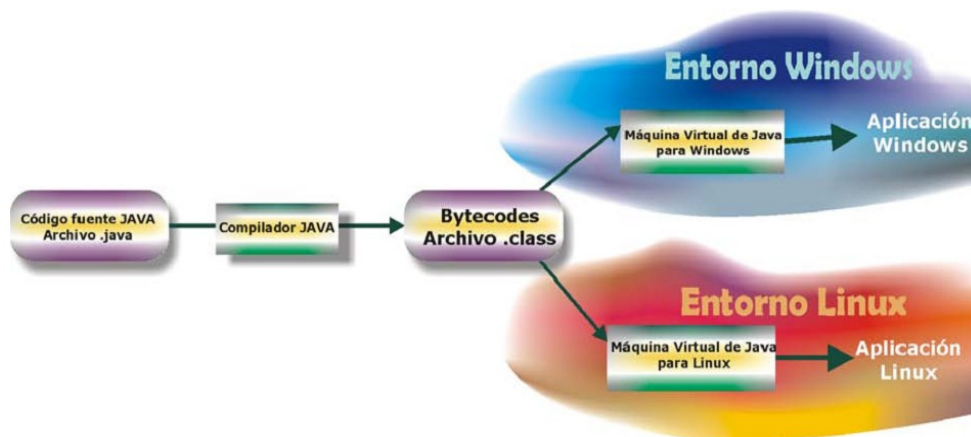 Entorno Windows
Máquina Virtual de Java
para Windows
Aplicación
Windows
Código fuente JAVA
Archivo .java
Compilador JAVA
Bytecodes
Archivo .class
Entorno Linux
Máquina Virtual de Java
para Linux
Aplicación
Linux